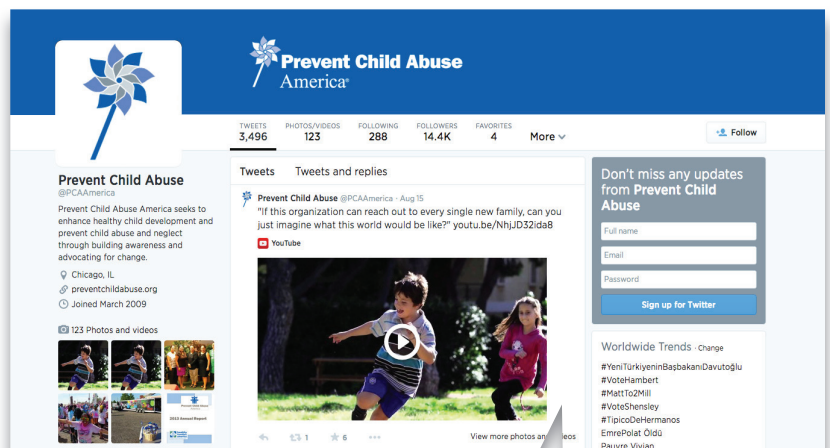 Prevent Child Abuse
America®
TWEETS
3,496
PHOTOS/VIDEOS
123
FOLLOWING
288
FOLLOWERS
14.4K
FAVORITES
4
More
Follow
Prevent Child Abuse
@PCAAmerica
Prevent Child Abuse America seeks to
enhance healthy child development and
prevent child abuse and neglect
through building awareness and
advocating for change.
Chicago, IL
preventchildabuse.org
Joined March 2009
123 Photos and videos
2013 Annual Report
Tweets Tweets and replies
Prevent Child Abuse @PCAAmerica · Aug 15
"If this organization can reach out to every single new family, can you
just imagine what this world would be like?" youtu.be/NhjJD32ida8
YouTube
1
6
View more photos and
Don't miss any updates
from Prevent Child
Abuse
Full name
Email
Password
Sign up for Twitter
Worldwide Trends · Change
#YeniTürkiyeninBaşbakanıDavutoğlu
#VoteHambert
#MattTo2Mill
#VoteShensley
#TipicoDeHermanos
EmrePolat Öldü
Pauvre Vivian